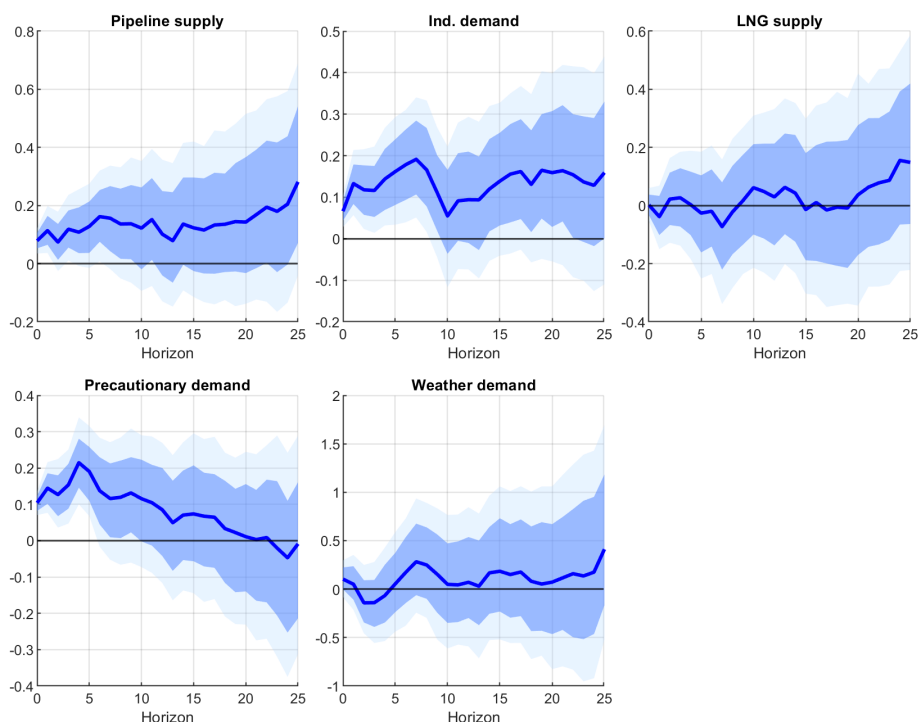 Pipeline supply
0.8
0.6
0.4
0.2
0
-0.2
0 5 10 15 20 25
Horizon
Ind. demand
0.5
0.4
0.3
0.2
0.1
0
-0.1
-0.2
0 5 10 15 20 25
Horizon
LNG supply
0.6
0.4
0.2
0
-0.2
-0.4
0 5 10 15 20 25
Horizon
Precautionary demand
0.4
0.3
0.2
0.1
0
-0.1
-0.2
-0.3
-0.4
0 5 10 15 20 25
Horizon
Weather demand
2
1.5
1
0.5
0
-0.5
-1
0 5 10 15 20 25
Horizon